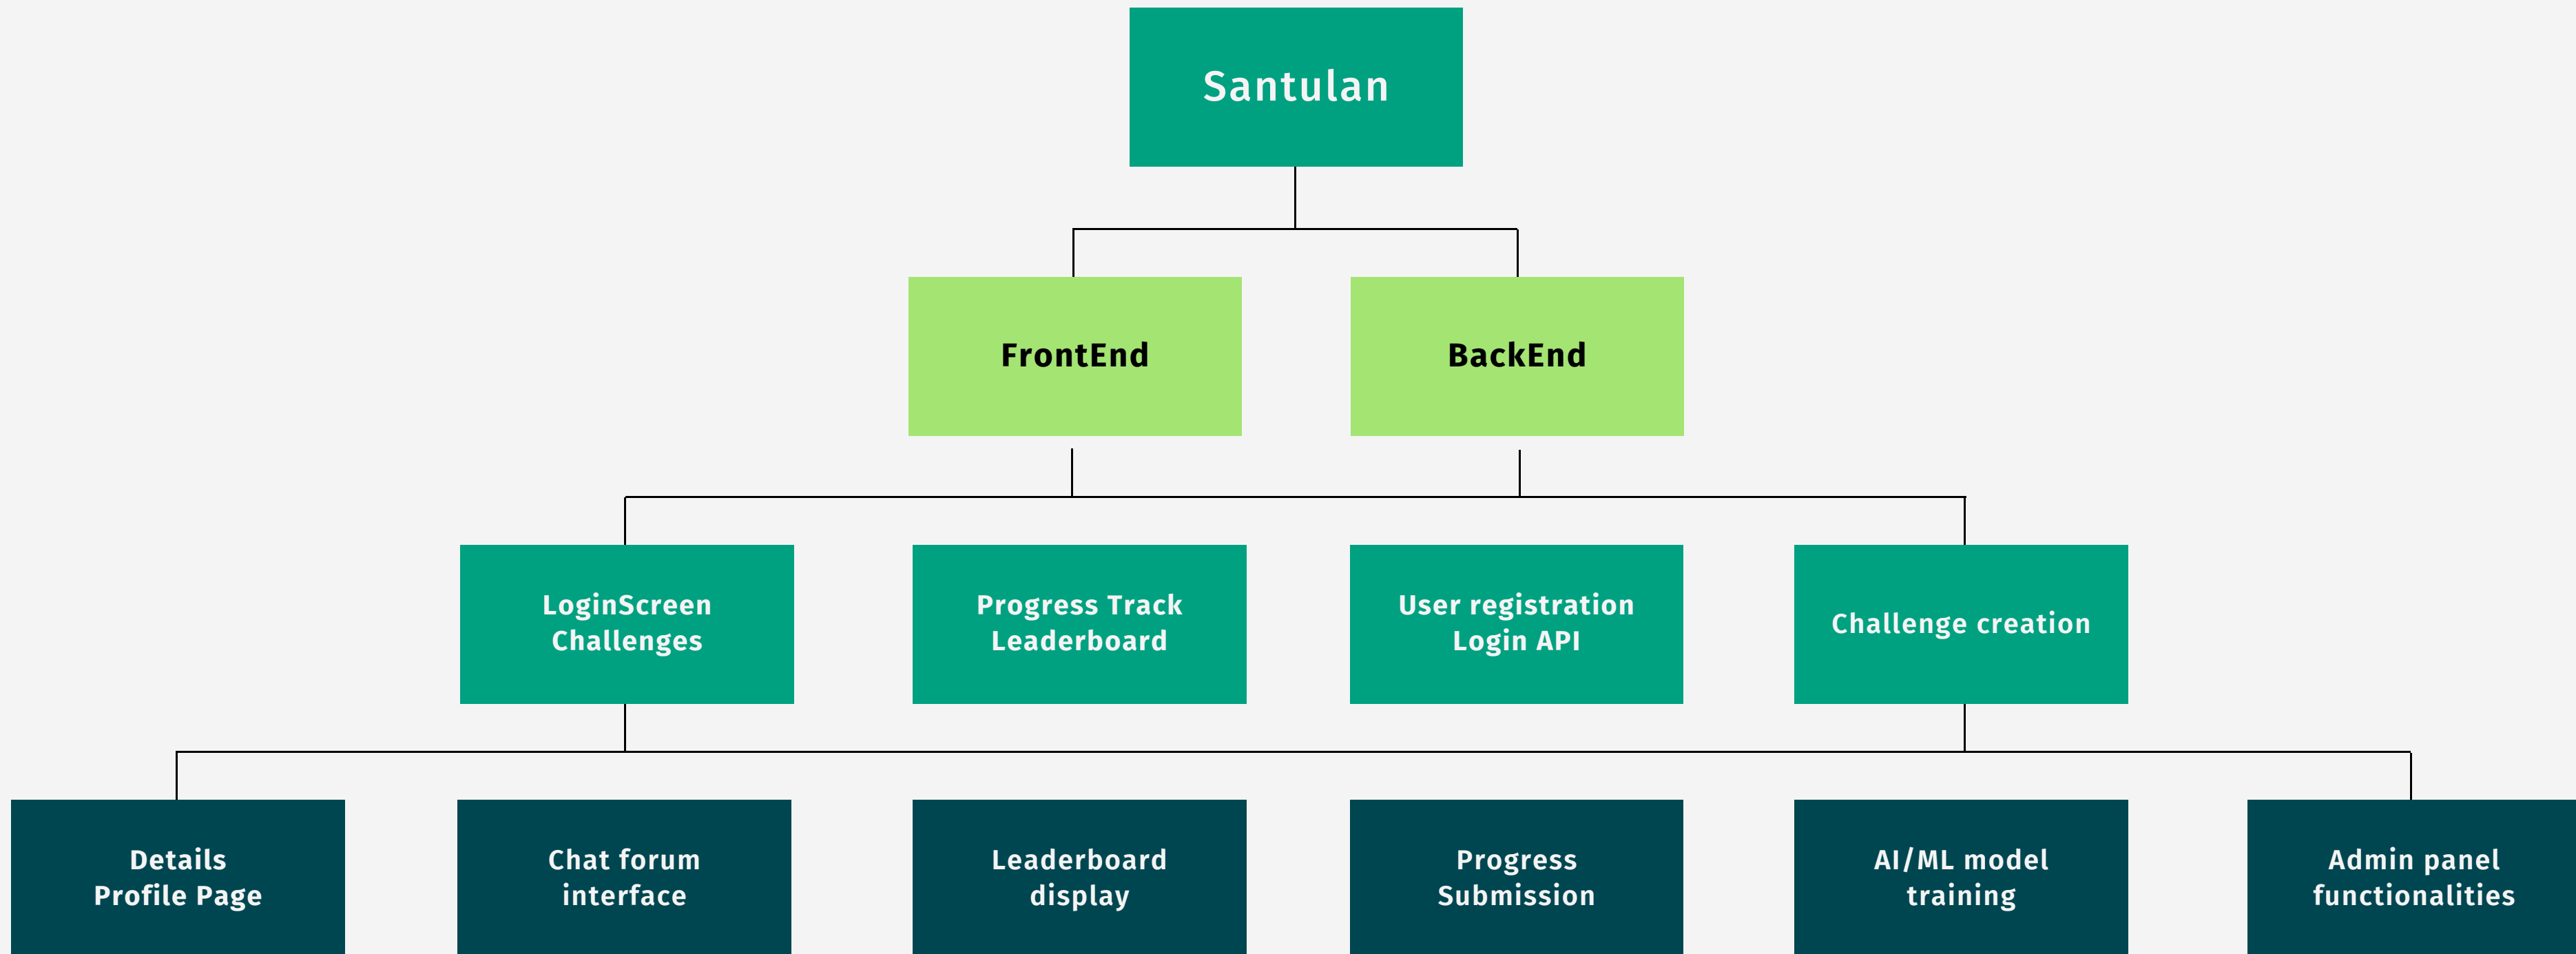 Santulan
FrontEnd
BackEnd
LoginScreen
Challenges
Progress Track
Leaderboard
User registration
Login API
Challenge creation
Details
Profile Page
Chat forum
interface
Leaderboard
display
Progress
Submission
AI/ML model
training
Admin panel
functionalities